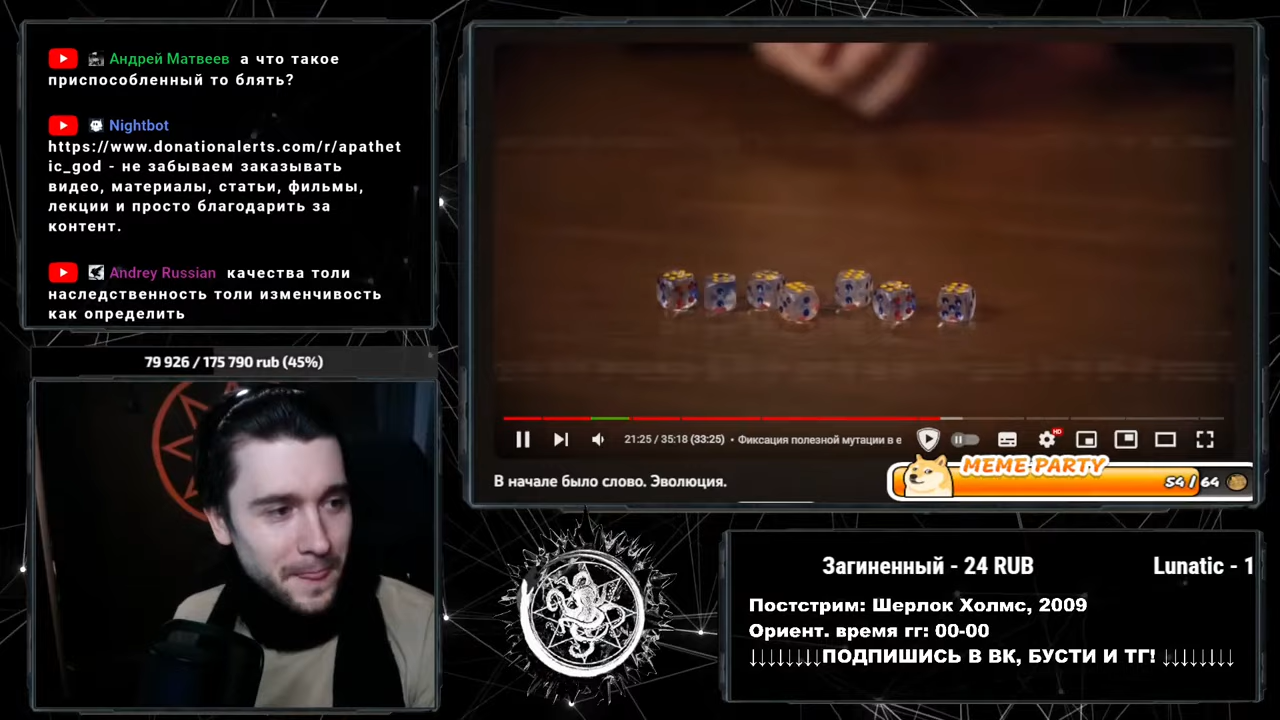 Андрей Матвеев а что такое
приспособленный то блять?
Nightbot
https://www.donationalerts.com/r/apathet
ic_god - не забываем заказывать
видео, материалы, статьи, фильмы,
лекции и просто благодарить за
контент.
Andrey Russian качества толи
наследственность толи изменчивость
как определить
79 926 / 175 790 rub (45%)
21:25 / 35:18 (33:25) • Фиксация полезной мутации в е
HD
В начале было слово. Эволюция.
MEME PARTY
54 / 64
Загиненный - 24 RUB Lunatic - 1
Постстрим: Шерлок Холмс, 2009
Ориент. время гг: 00-00
↓↓↓↓↓↓↓↓ПОДПИШИСЬ В ВК, БУСТИ И ТГ! ↓↓↓↓↓↓↓↓